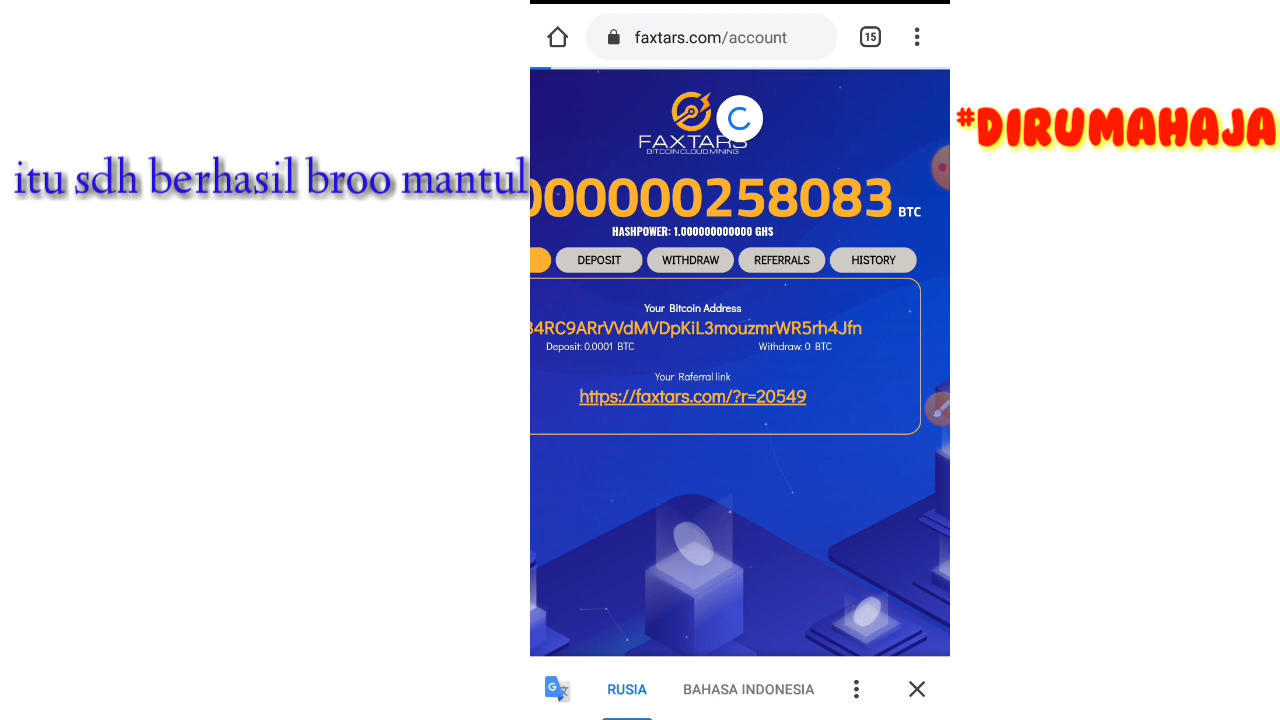 faxtars.com/account
15
#DIRUMAHAJA
FAXTARS
BITCOIN CLOUD MINING
itu sdh berhasil broo mantul
000000258083 BTC
HASHPOWER: 1.000000000000 GHS
DEPOSIT WITHDRAW REFERRALS HISTORY
Your Bitcoin Address
34RC9ARrVVdMVDpKiL3mouzmrWR5rh4Jfn
Deposit: 0.0001 BTC Withdraw: 0 BTC
Your Raferral link
https://faxtars.com/?r=20549
RUSIA BAHASA INDONESIA